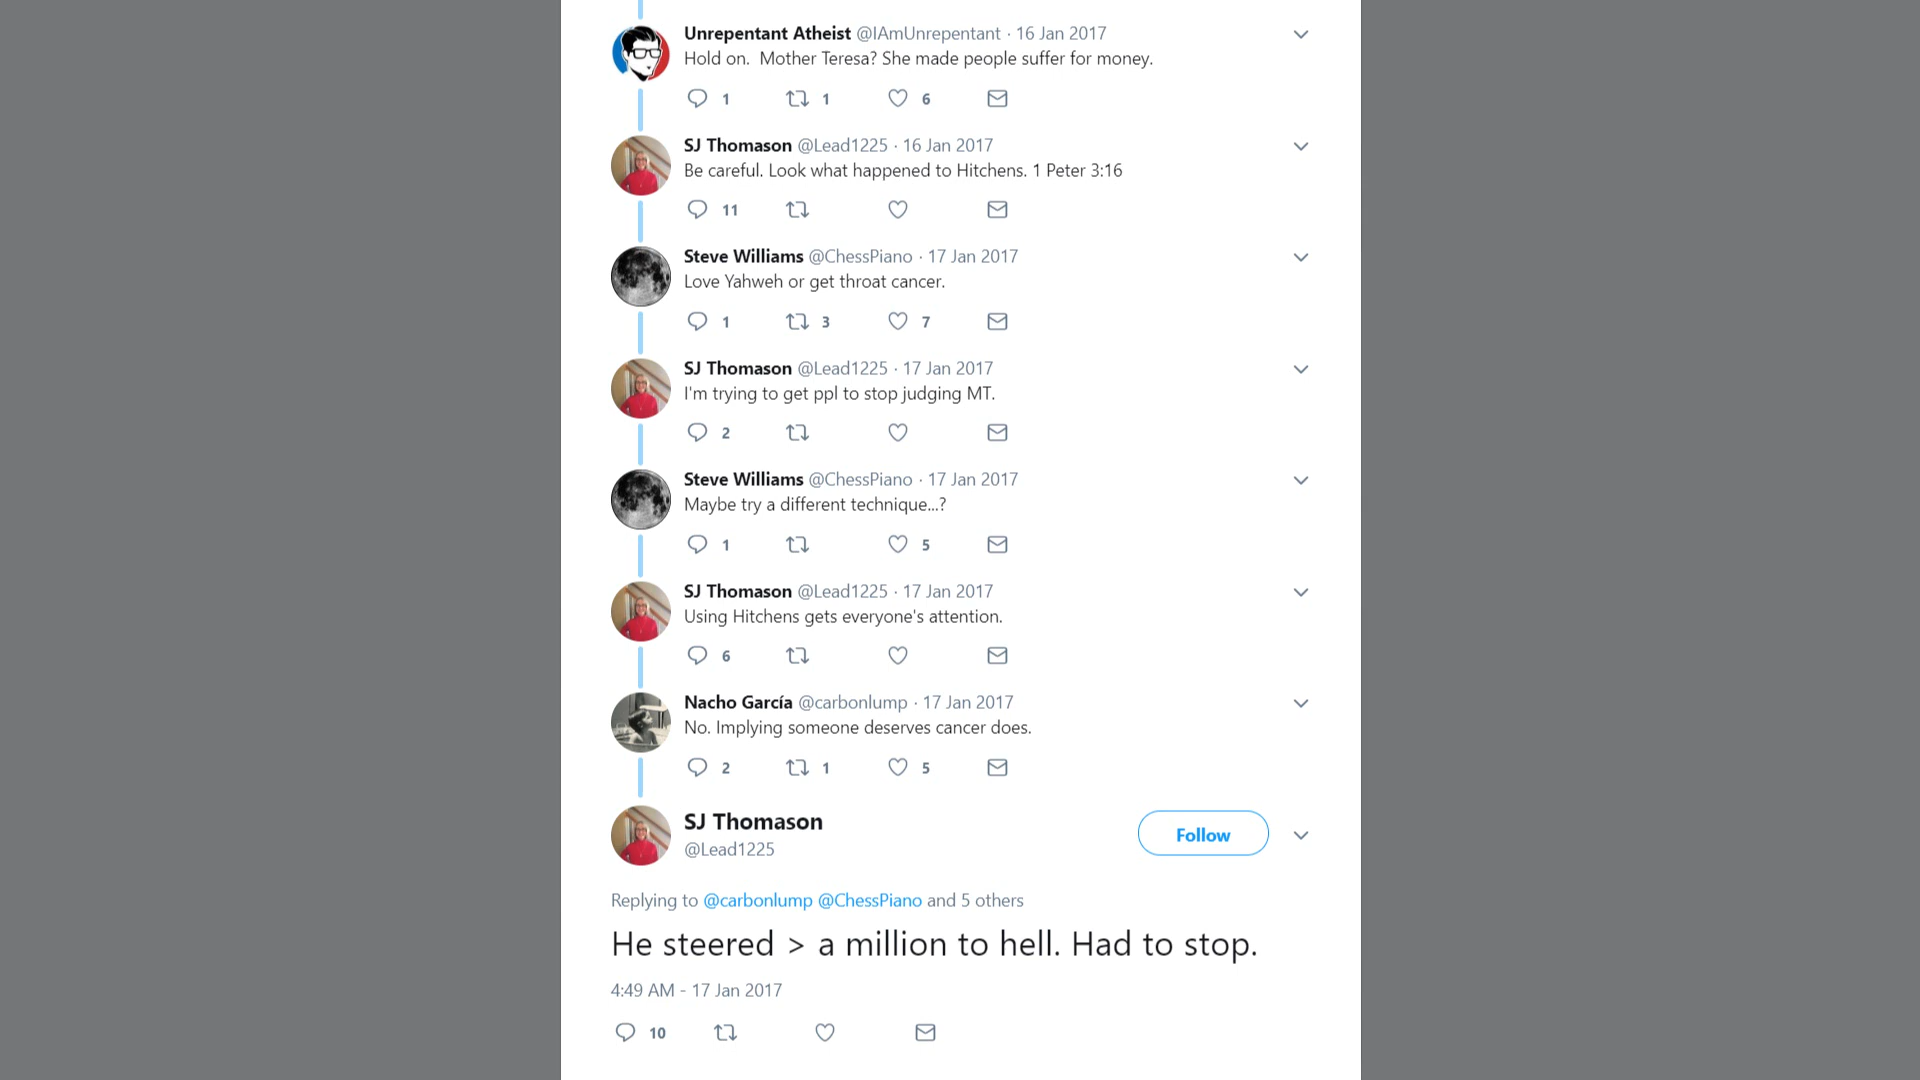 Unrepentant Atheist @IAmUnrepentant · 16 Jan 2017
Hold on.  Mother Teresa? She made people suffer for money.
1 1 6
SJ Thomason @Lead1225 · 16 Jan 2017
Be careful. Look what happened to Hitchens. 1 Peter 3:16
11
Steve Williams @ChessPiano · 17 Jan 2017
Love Yahweh or get throat cancer.
1 3 7
SJ Thomason @Lead1225 · 17 Jan 2017
I'm trying to get ppl to stop judging MT.
2
Steve Williams @ChessPiano · 17 Jan 2017
Maybe try a different technique...?
1 5
SJ Thomason @Lead1225 · 17 Jan 2017
Using Hitchens gets everyone's attention.
6
Nacho García @carbonlump · 17 Jan 2017
No. Implying someone deserves cancer does.
2 1 5
SJ Thomason
Follow
@Lead1225
Replying to @carbonlump @ChessPiano and 5 others
He steered > a million to hell. Had to stop.
4:49 AM - 17 Jan 2017
10